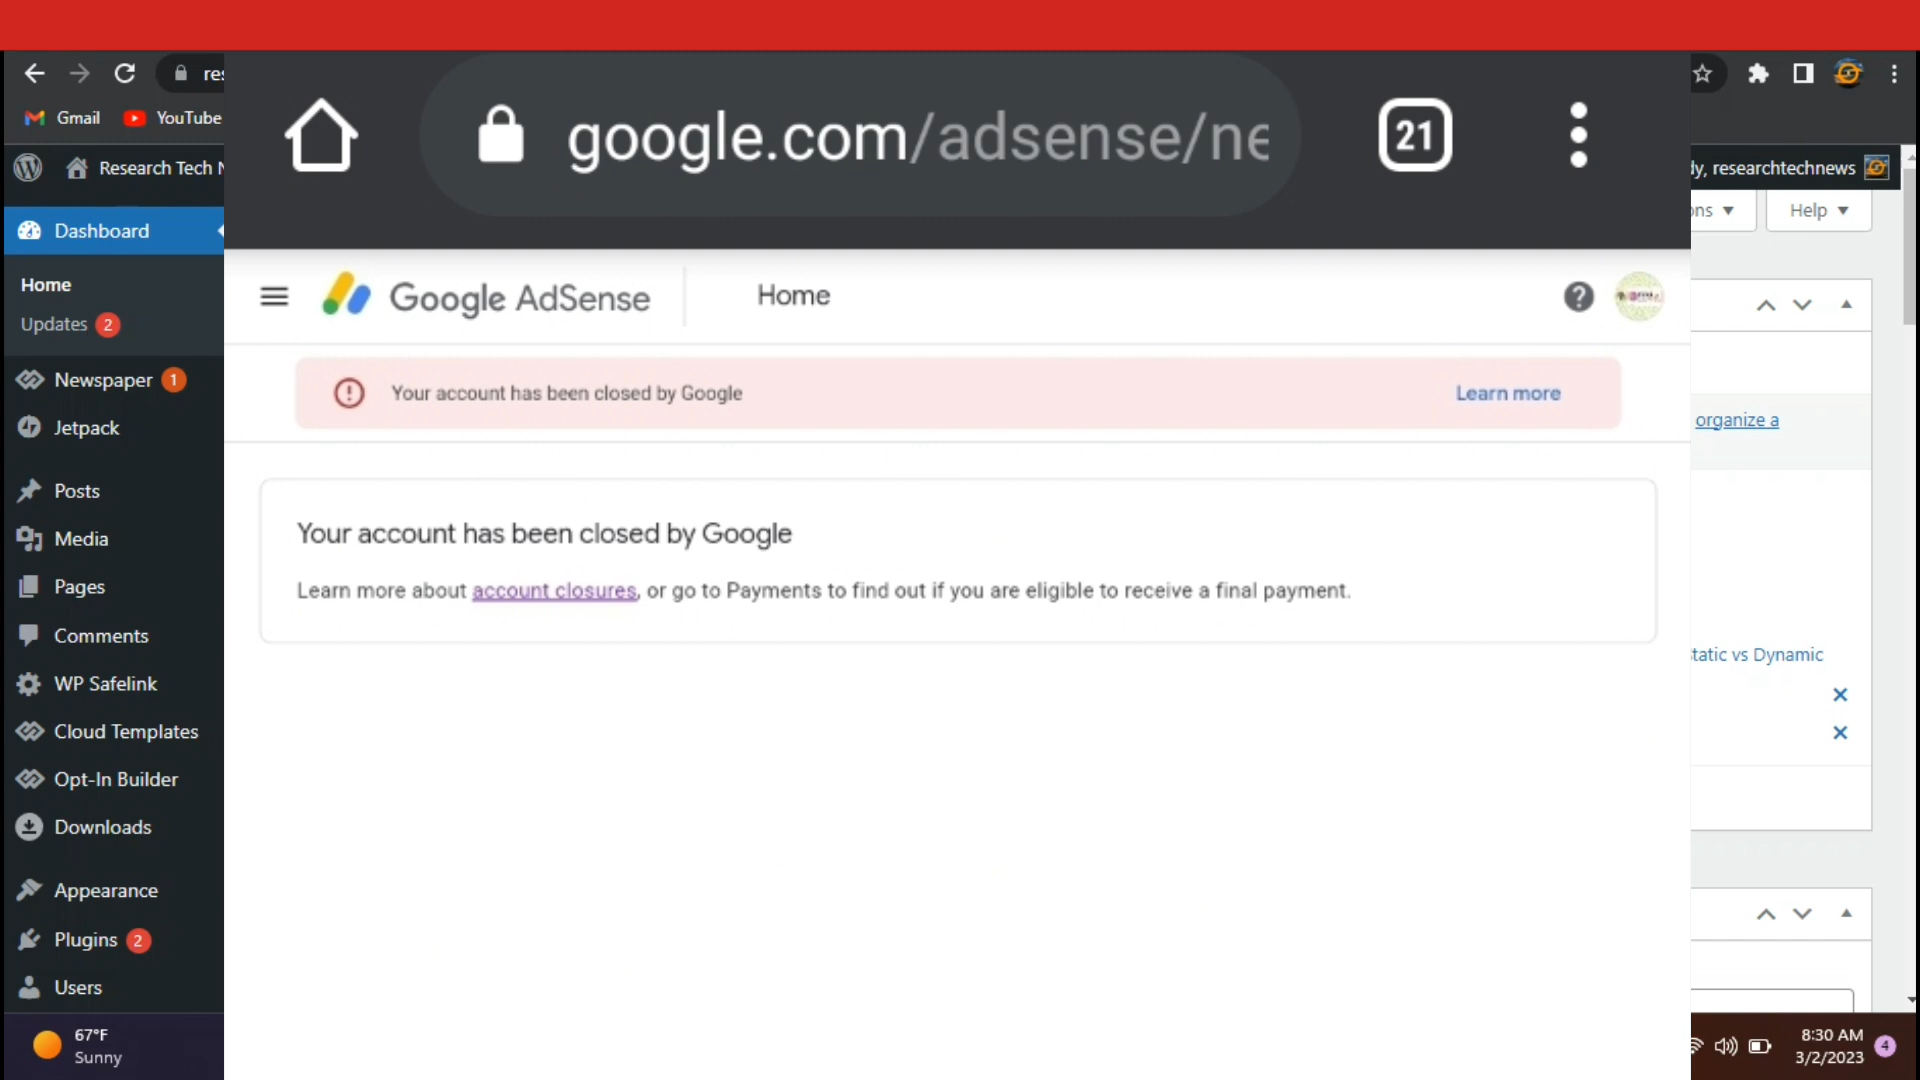 Gmail
YouTube
google.com/adsense/ne
21
Research Tech
dy, researchtechnews
Dashboard
ons ▼
Help ▼
Home
Updates 2
Google AdSense
Home
Newspaper 1
Your account has been closed by Google
Learn more
Jetpack
organize a
Posts
Your account has been closed by Google
Media
Pages
Learn more about account closures, or go to Payments to find out if you are eligible to receive a final payment.
Comments
tatic vs Dynamic
WP Safelink
Cloud Templates
Opt-In Builder
Downloads
Appearance
Plugins 2
Users
67°F
Sunny
8:30 AM
3/2/2023
4